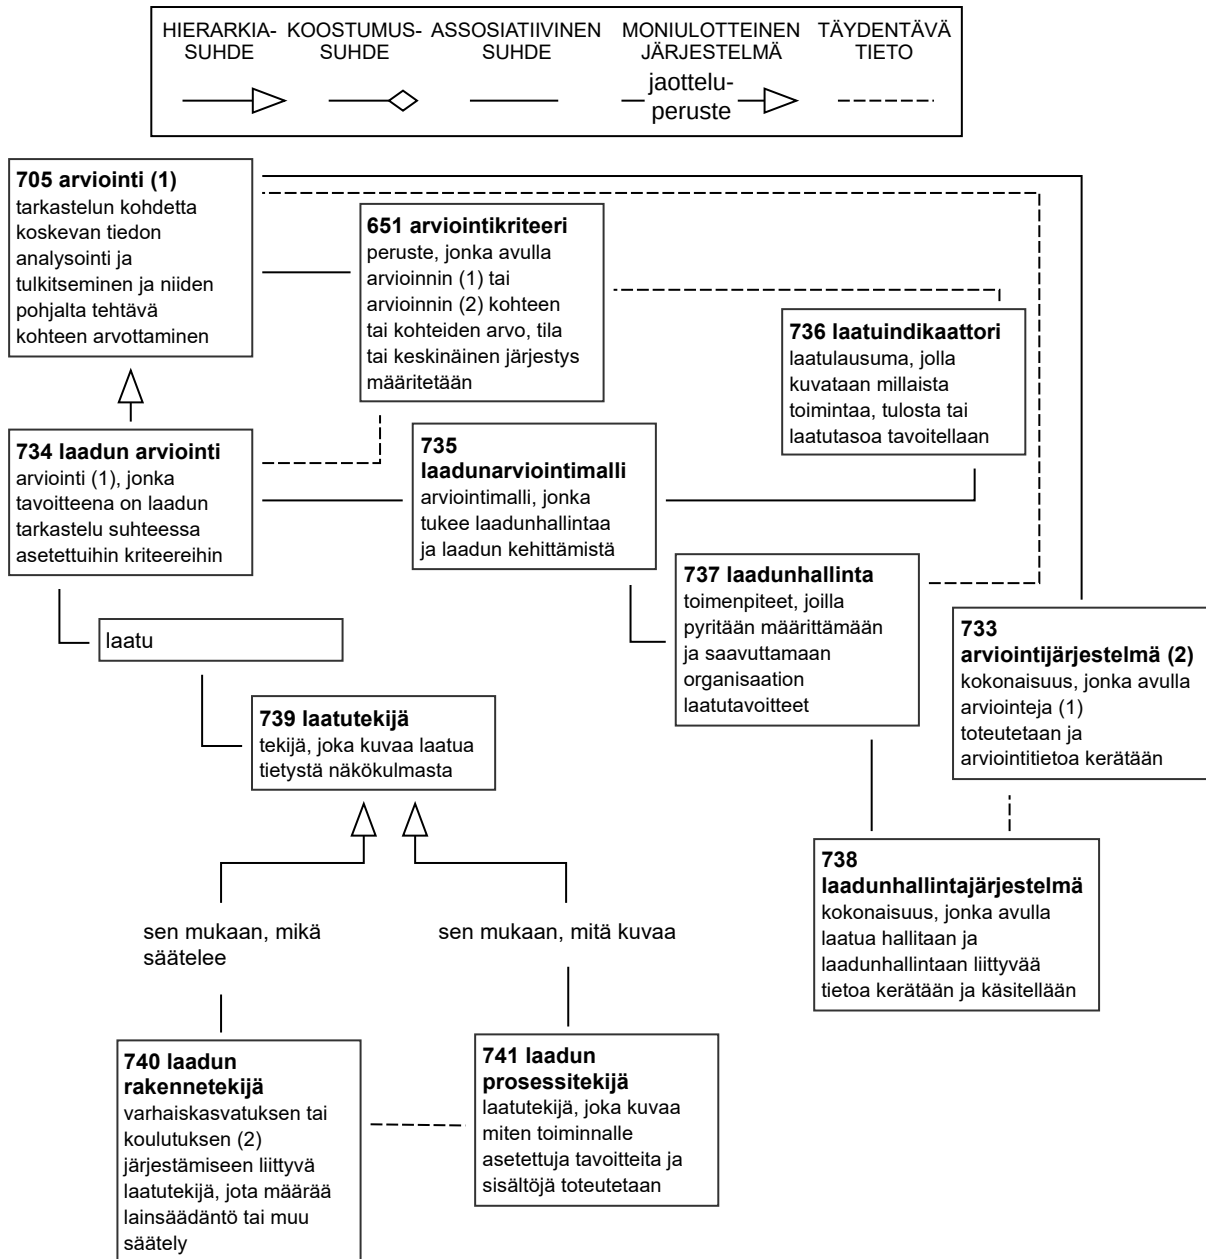 HIERARKIA-
SUHDE
KOOSTUMUS-
SUHDE
ASSOSIATIIVINEN
SUHDE
MONIULOTTEINEN
JÄRJESTELMÄ
TÄYDENTÄVÄ
TIETO
jaottelu-
peruste
705 arviointi (1)
tarkastelun kohdetta
koskevan tiedon
analysointi ja
tulkitseminen ja niiden
pohjalta tehtävä
kohteen arvottaminen
651 arviointikriteeri
peruste, jonka avulla
arvioinnin (1) tai
arvioinnin (2) kohteen
tai kohteiden arvo, tila
tai keskinäinen järjestys
määritetään
736 laatuindikaattori
laatulausuma, jolla
kuvataan millaista
toimintaa, tulosta tai
laatutasoa tavoitellaan
734 laadun arviointi
arviointi (1), jonka
tavoitteena on laadun
tarkastelu suhteessa
asetettuihin kriteereihin
735
laadunarviointimalli
arviointimalli, jonka
tukee laadunhallintaa
ja laadun kehittämistä
737 laadunhallinta
toimenpiteet, joilla
pyritään määrittämään
ja saavuttamaan
organisaation
laatutavoitteet
733
arviointijärjestelmä (2)
kokonaisuus, jonka avulla
arviointeja (1)
toteutetaan ja
arviointitietoa kerätään
laatu
739 laatutekijä
tekijä, joka kuvaa laatua
tietystä näkökulmasta
738
laadunhallintajärjestelmä
kokonaisuus, jonka avulla
laatua hallitaan ja
laadunhallintaan liittyvää
tietoa kerätään ja käsitellään
sen mukaan, mikä
säätelee
sen mukaan, mitä kuvaa
740 laadun
rakennetekijä
varhaiskasvatuksen tai
koulutuksen (2)
järjestämiseen liittyvä
laatutekijä, jota määrää
lainsäädäntö tai muu
säätely
741 laadun
prosessitekijä
laatutekijä, joka kuvaa
miten toiminnalle
asetettuja tavoitteita ja
sisältöjä toteutetaan